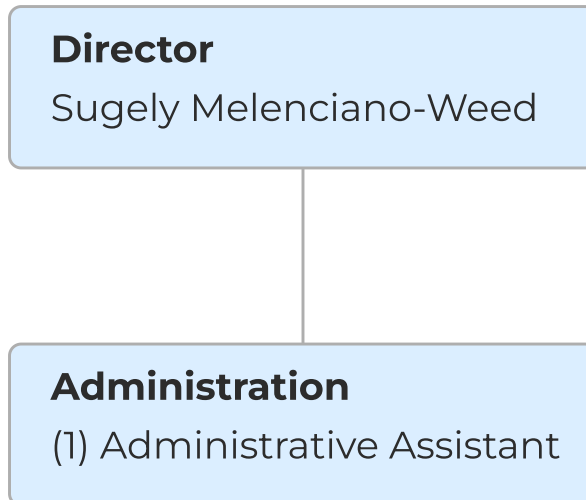 Director
Sugely Melenciano-Weed
Administration
(1) Administrative Assistant